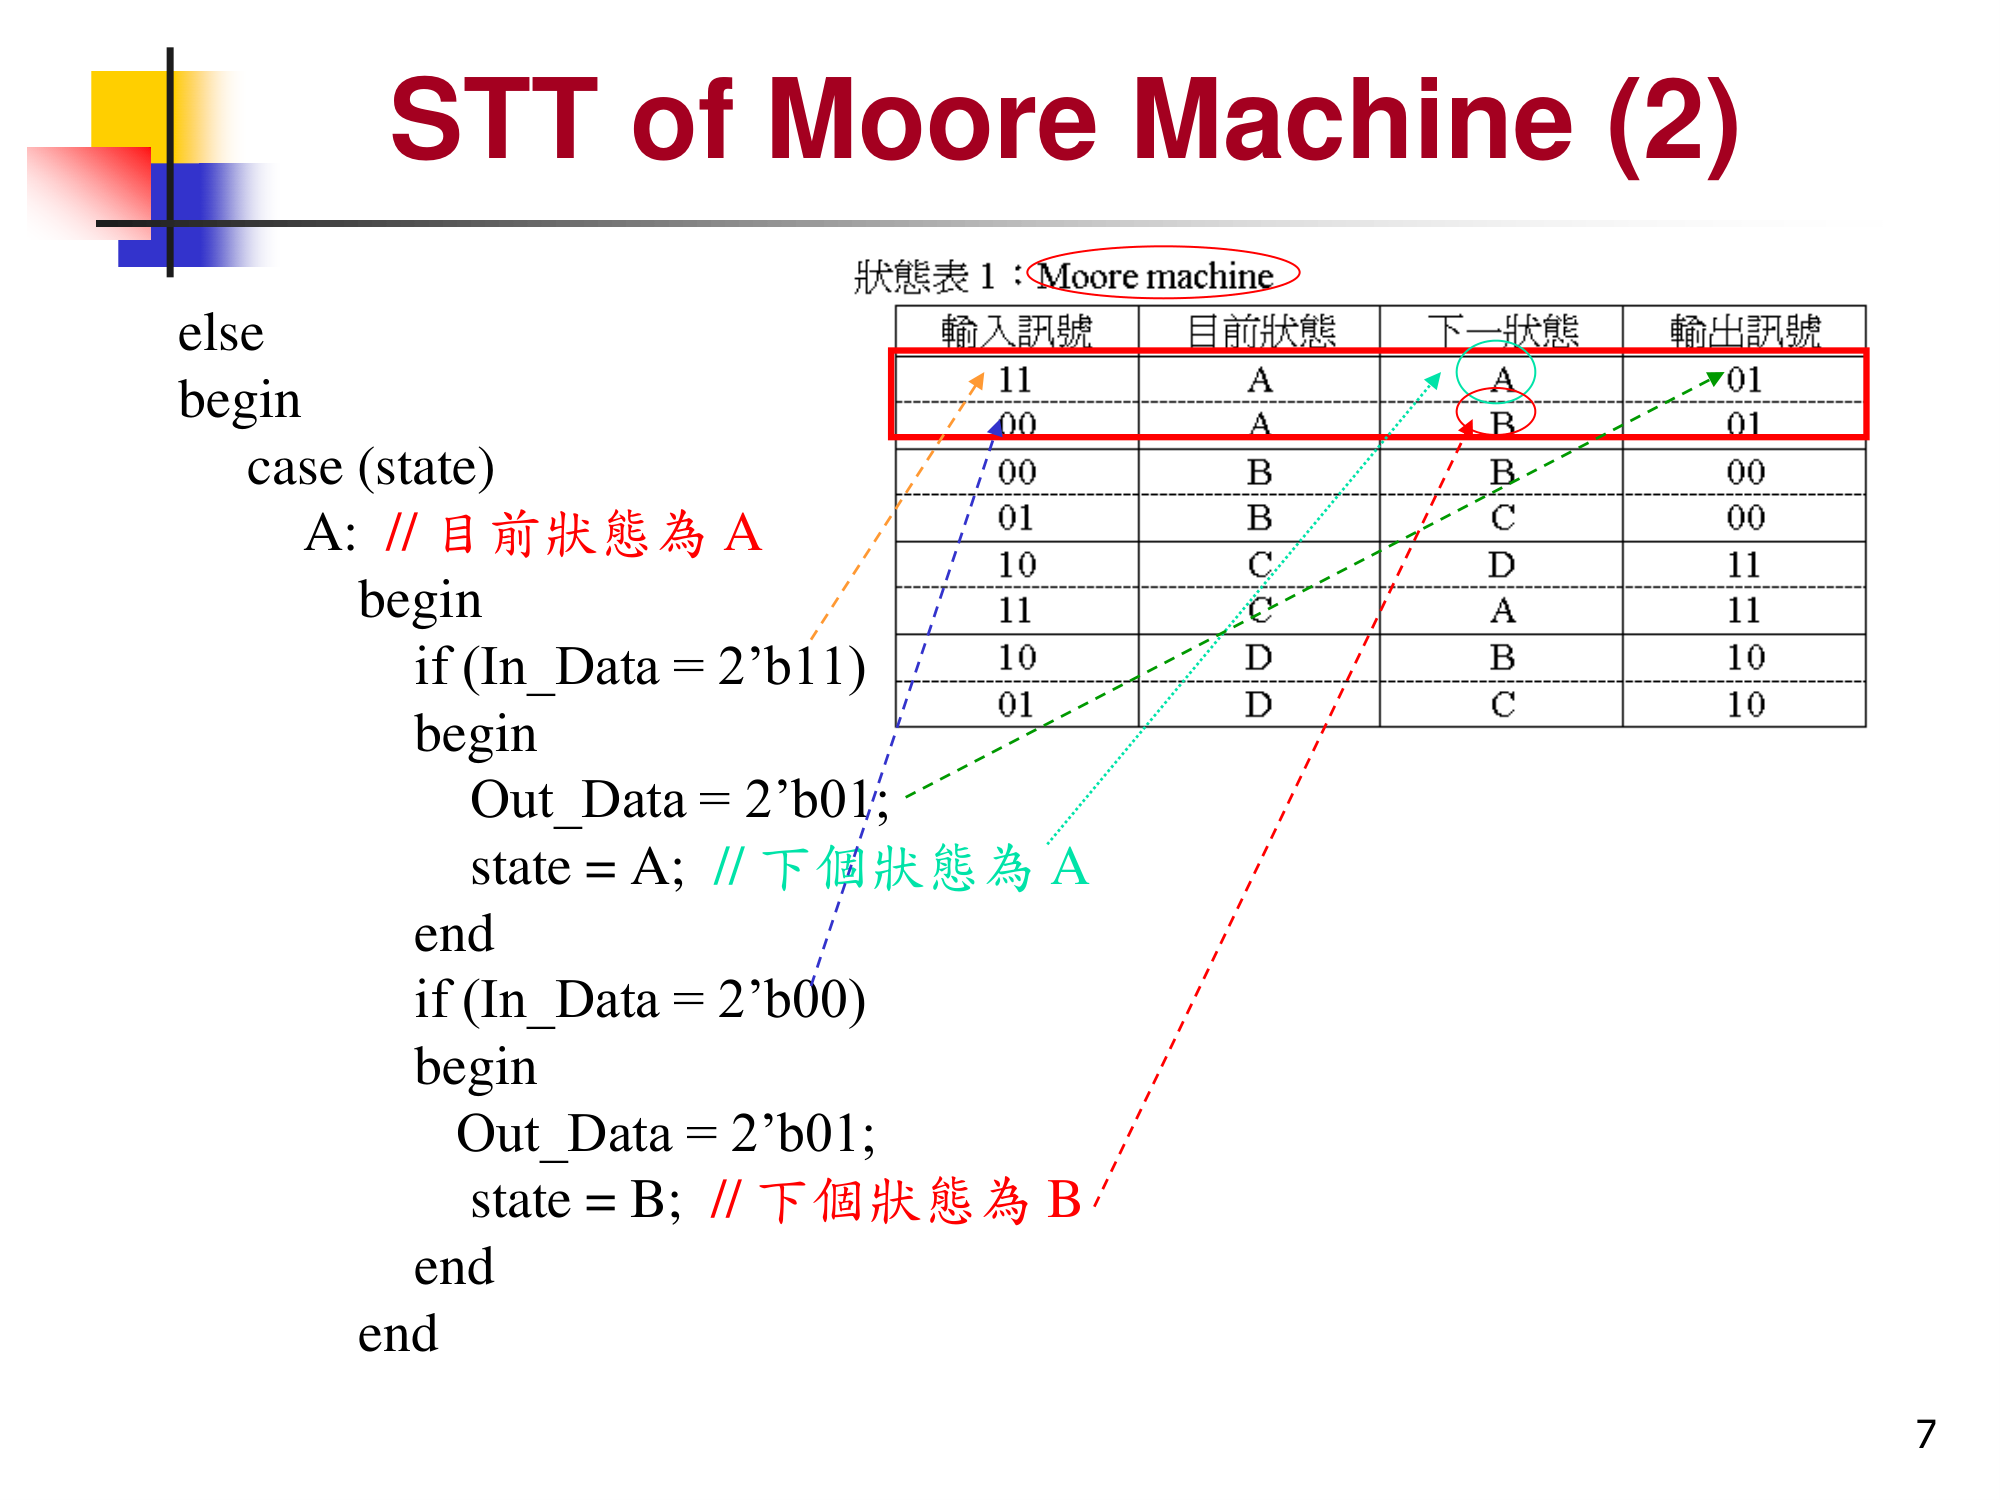 STT of Moore Machine (2)
else
begin
case (state)
A: // 目前狀態為 A
begin
if (In_Data = 2’b11)
begin
Out_Data = 2’b01;
state = A; // 下個狀態為 A
end
if (In_Data = 2’b00)
begin
Out_Data = 2’b01;
state = B; // 下個狀態為 B
end
end
狀態表 1：Moore machine
輸入訊號 目前狀態 下一狀態 輸出訊號
11 A A 01
00 A B 01
00 B B 00
01 B C 00
10 C D 11
11 C A 11
10 D B 10
01 D C 10
7